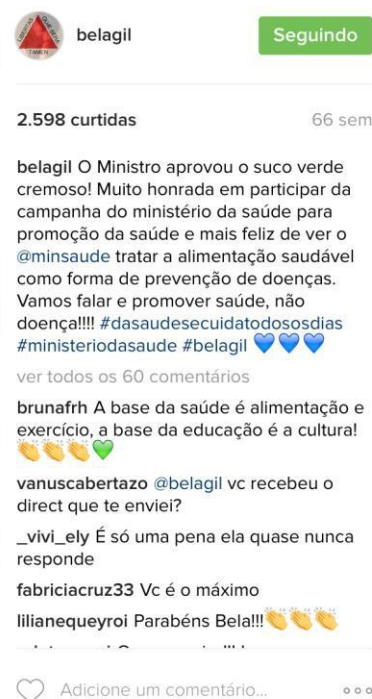 belagil
Seguindo
2.598 curtidas
66 sem
belagil O Ministro aprovou o suco verde
cremoso! Muito honrada em participar da
campanha do ministério da saúde para
promoção da saúde e mais feliz de ver o
@minsaude tratar a alimentação saudável
como forma de prevenção de doenças.
Vamos falar e promover saúde, não
doença!!!! #dasaudesecuidatodososdias
#ministeriodasaude #belagil 💙💙💙
ver todos os 60 comentários
brunafrh A base da saúde é alimentação e
exercício, a base da educação é a cultura!
👏👏👏💚
vanuscabertazo @belagil vc recebeu o
direct que te enviei?
_vivi_ely É só uma pena ela quase nunca
responde
fabriciacruz33 Vc é o máximo
lilianequeyroi Parabéns Bela!!!👏👏👏
Adicione um comentário...